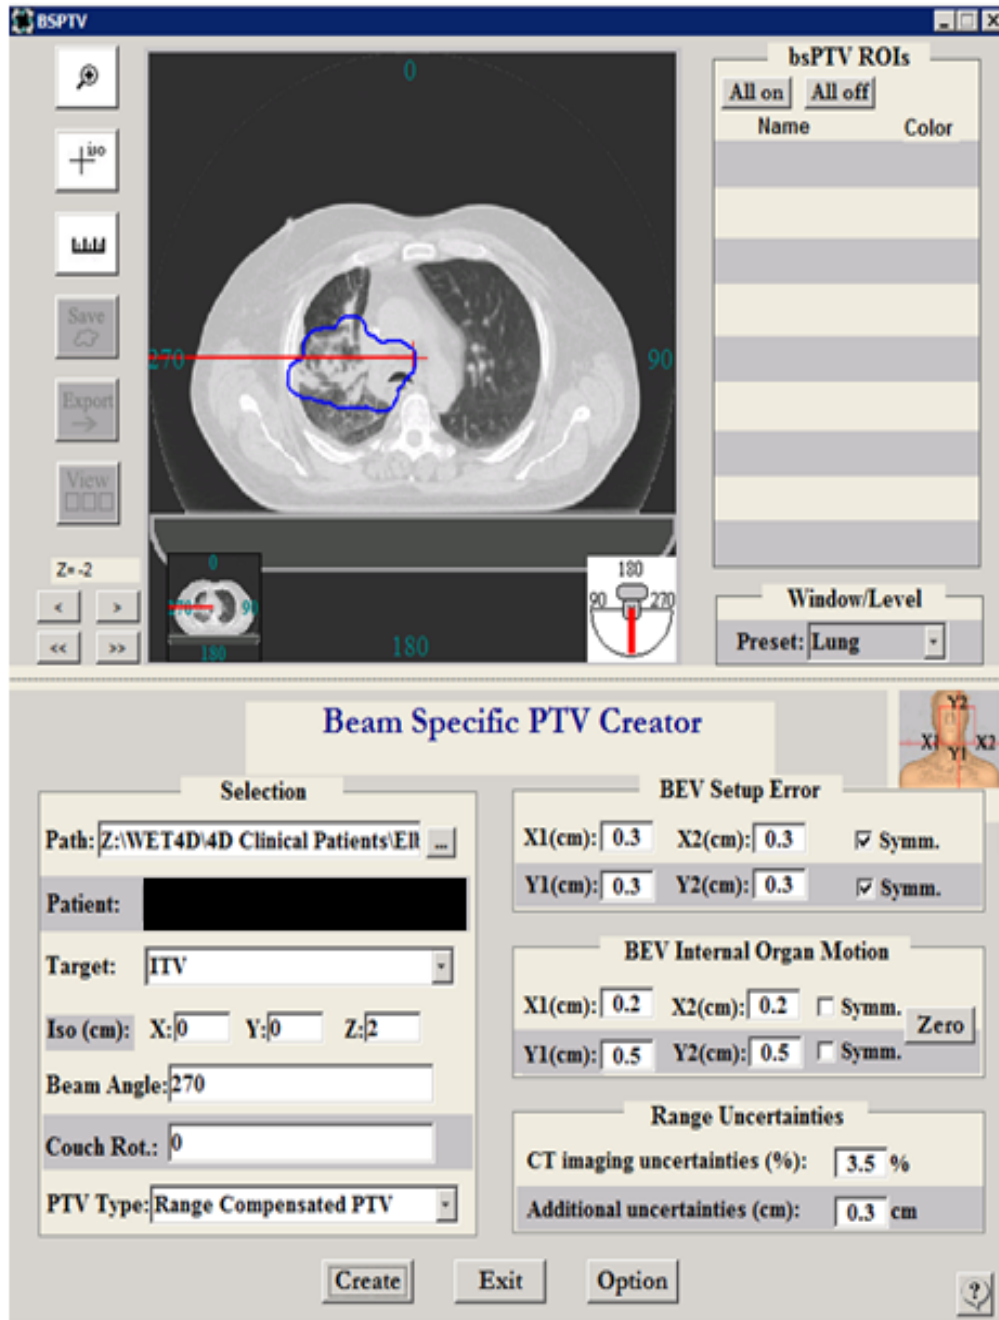 BSPTV
bsPTV ROIs
All on All off
Name Color
iso
Save
Export
View
Z= -2
< >
<< >>
0
270 90
180
0
270 90
180
180
90 270
Window/Level
Preset: Lung
Beam Specific PTV Creator
Y2
X1 X2
Y1
Selection
Path: Z:\WET4D\4D Clinical Patients\Ell ...
Patient:
Target: ITV
Iso (cm): X: 0 Y: 0 Z: 2
Beam Angle: 270
Couch Rot.: 0
PTV Type: Range Compensated PTV
BEV Setup Error
X1(cm): 0.3 X2(cm): 0.3 Symm.
Y1(cm): 0.3 Y2(cm): 0.3 Symm.
BEV Internal Organ Motion
X1(cm): 0.2 X2(cm): 0.2 Symm.
Zero
Y1(cm): 0.5 Y2(cm): 0.5 Symm.
Range Uncertainties
CT imaging uncertainties (%): 3.5 %
Additional uncertainties (cm): 0.3 cm
Create Exit Option
?